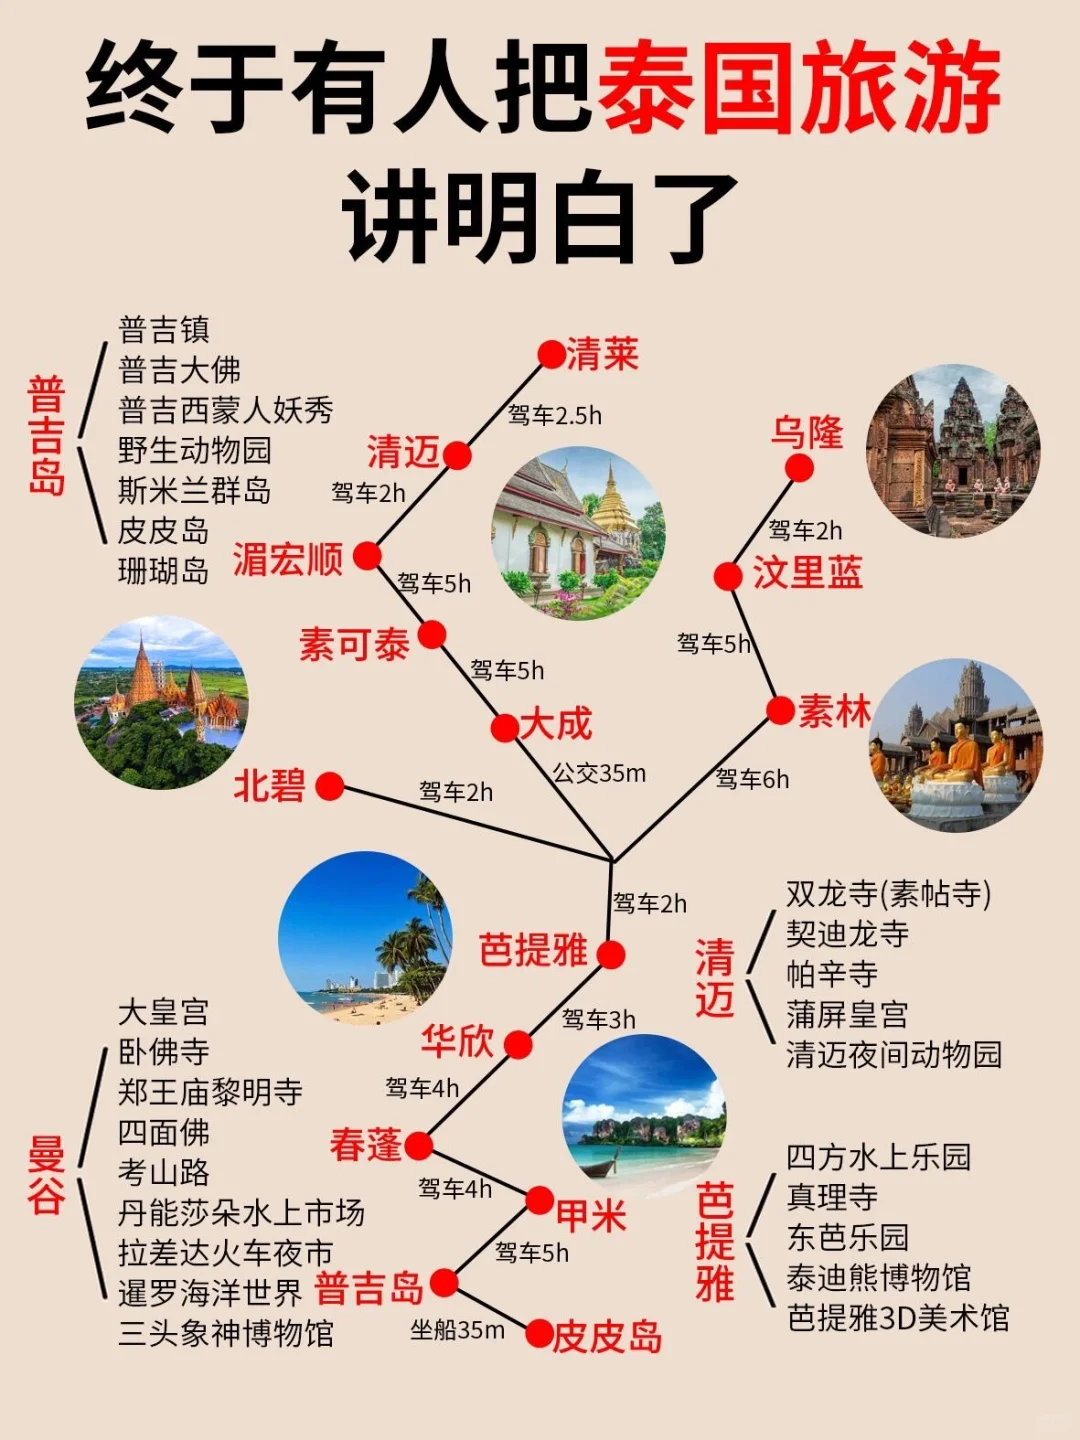 终于有人把泰国旅游
讲明白了
普吉岛
普吉镇
普吉大佛
普吉西蒙人妖秀
野生动物园
斯米兰群岛
皮皮岛
珊瑚岛
清莱
驾车2.5h
清迈
驾车2h
湄宏顺
驾车5h
素可泰
驾车5h
大成
公交35m
北碧
驾车2h
乌隆
驾车2h
汶里蓝
驾车5h
素林
驾车6h
驾车2h
芭提雅
驾车3h
华欣
驾车4h
春蓬
驾车4h
甲米
驾车5h
普吉岛
坐船35m
皮皮岛
清迈
双龙寺(素帖寺)
契迪龙寺
帕辛寺
蒲屏皇宫
清迈夜间动物园
曼谷
大皇宫
卧佛寺
郑王庙黎明寺
四面佛
考山路
丹能莎朵水上市场
拉差达火车夜市
暹罗海洋世界
三头象神博物馆
芭提雅
四方水上乐园
真理寺
东芭乐园
泰迪熊博物馆
芭提雅3D美术馆